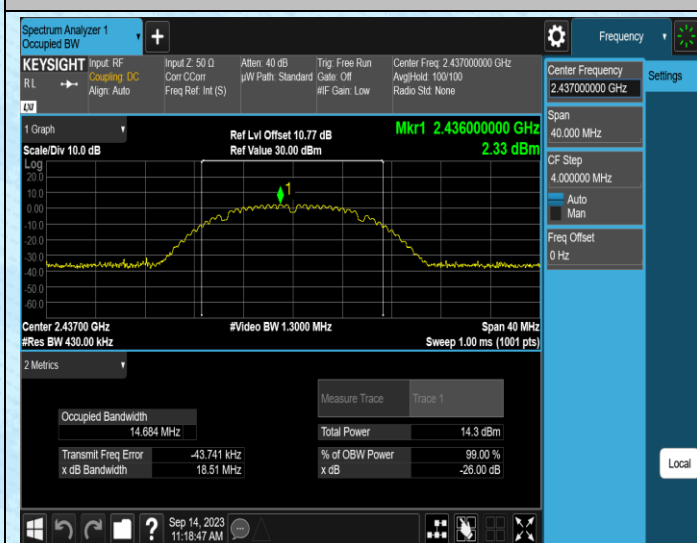 Spectrum Analyzer 1
Occupied BW
+
Frequency
KEYSIGHT
RL
LXI
Input: RF
Coupling: DC
Align: Auto
Input Z: 50 Ω
Corr CCorr
Freq Ref: Int (S)
Atten: 40 dB
µW Path: Standard
Trig: Free Run
Gate: Off
#IF Gain: Low
Center Freq: 2.437000000 GHz
Avg|Hold: 100/100
Radio Std: None
Center Frequency
2.437000000 GHz
Settings
Span
40.000 MHz
CF Step
4.000000 MHz
Auto
Man
Freq Offset
0 Hz
1 Graph
Scale/Div 10.0 dB
Ref Lvl Offset 10.77 dB
Ref Value 30.00 dBm
Mkr1 2.436000000 GHz
2.33 dBm
Log
20.0
10.0
0.00
-10.0
-20.0
-30.0
-40.0
-50.0
-60.0
1
Center 2.43700 GHz
#Res BW 430.00 kHz
#Video BW 1.3000 MHz
Span 40 MHz
Sweep 1.00 ms (1001 pts)
2 Metrics
Measure Trace Trace 1
Occupied Bandwidth
14.684 MHz
Total Power 14.3 dBm
Transmit Freq Error -43.741 kHz
% of OBW Power 99.00 %
x dB Bandwidth 18.51 MHz
x dB -26.00 dB
Local
?
Sep 14, 2023
11:18:47 AM